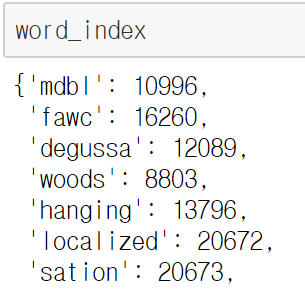 word_index
{'mdbl': 10996,
'fawc': 16260,
'degussa': 12089,
'woods': 8803,
'hanging': 13796,
'localized': 20672,
'sation': 20673,